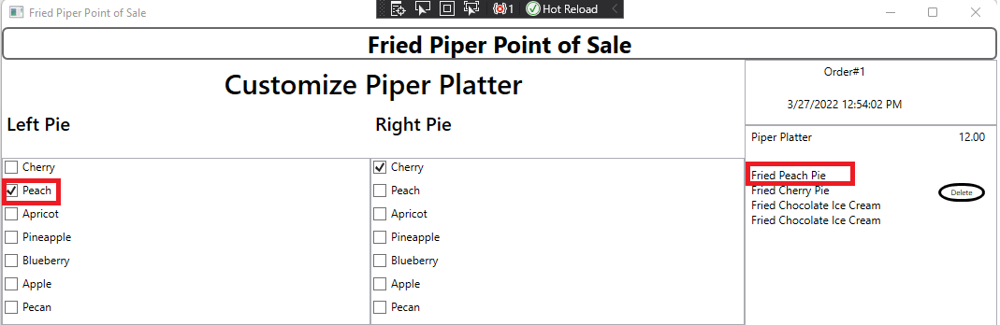 Fried Piper Point of Sale
1
Hot Reload
Fried Piper Point of Sale
Customize Piper Platter
Left Pie
Cherry
Peach
Apricot
Pineapple
Blueberry
Apple
Pecan
Right Pie
Cherry
Peach
Apricot
Pineapple
Blueberry
Apple
Pecan
Order#1
3/27/2022 12:54:02 PM
Piper Platter 12.00
Fried Peach Pie
Fried Cherry Pie
Delete
Fried Chocolate Ice Cream
Fried Chocolate Ice Cream